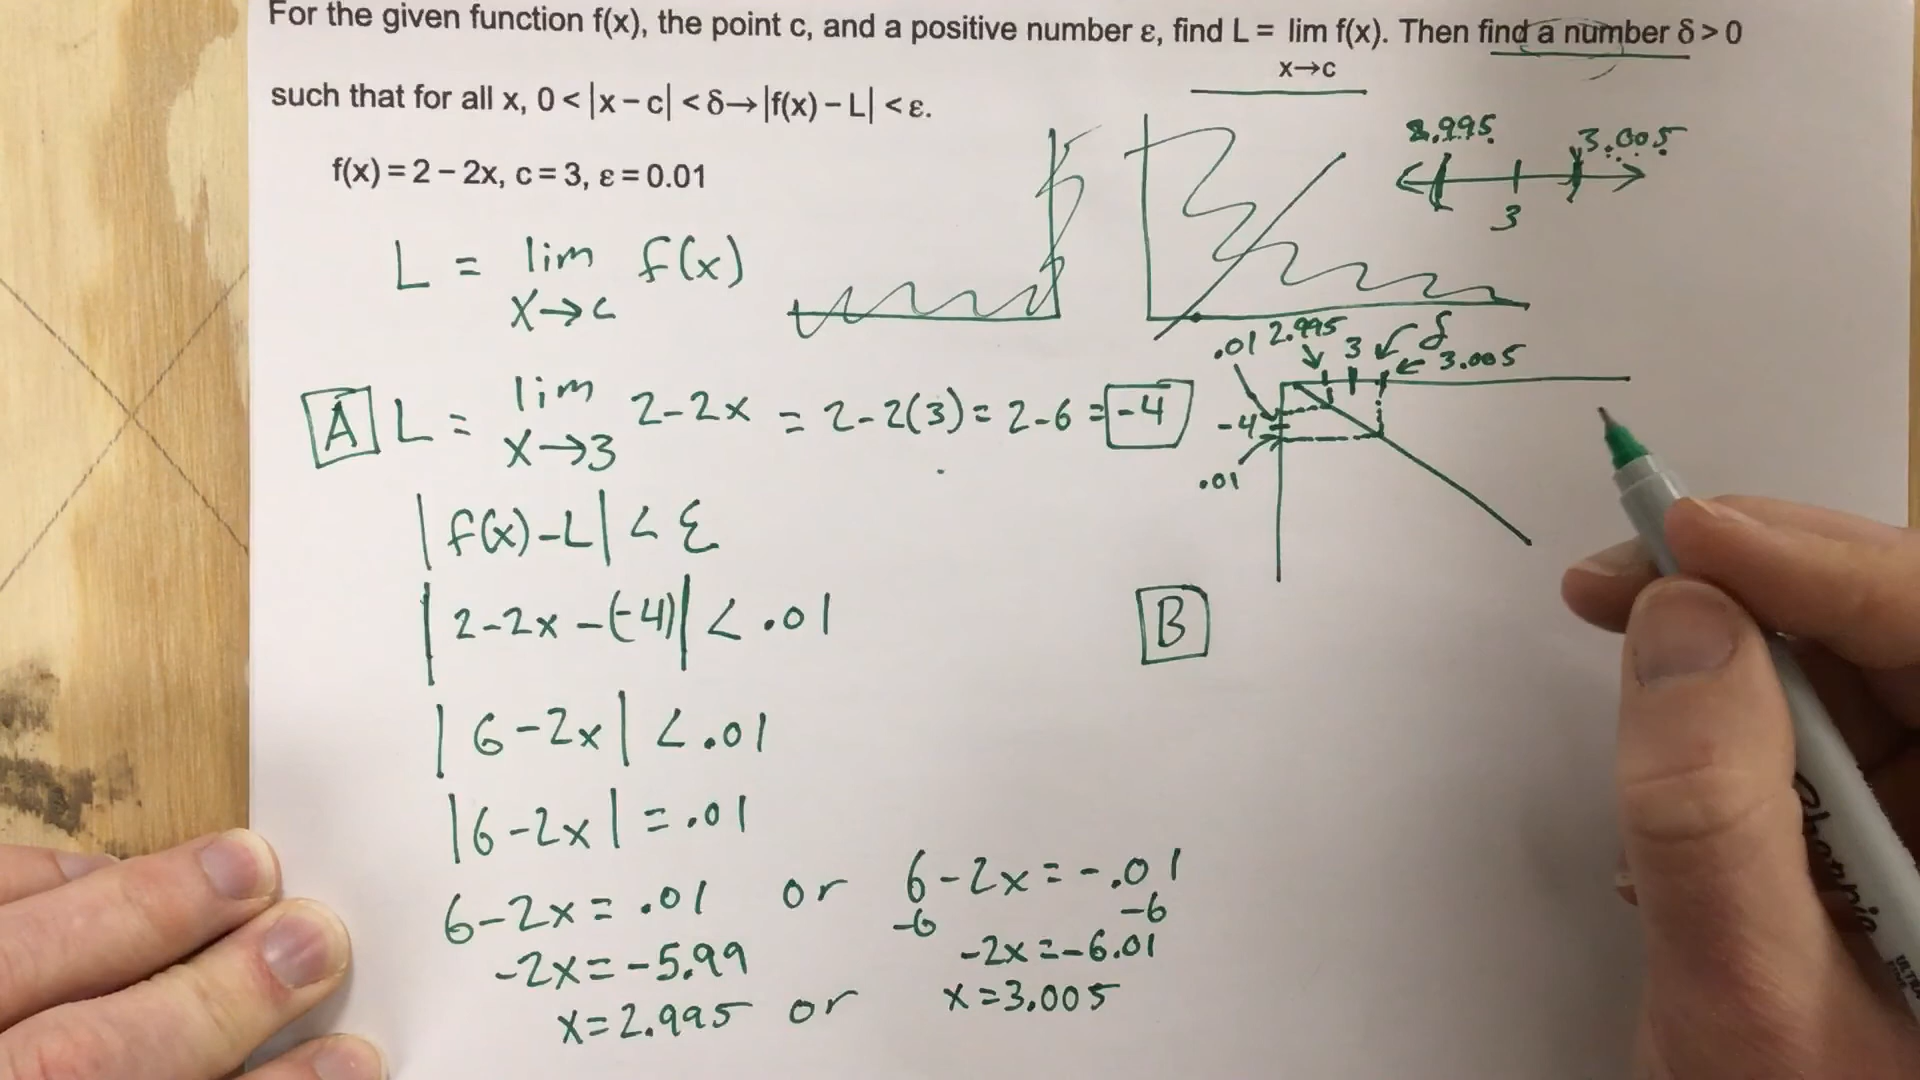 For the given function f(x), the point c, and a positive number ε, find L = lim f(x). Then find a number δ > 0
x→c
such that for all x, 0 < |x – c| < δ→|f(x) – L| < ε.
f(x) = 2 – 2x, c = 3, ε = 0.01
2.995 3.005
3
L = lim f(x)
x→c
.01 2.995 3 δ
3.005
A L = lim 2-2x = 2-2(3) = 2-6 = -4
x→3
-4
.01
|f(x)-L| < ε
|2-2x-(-4)| < .01
B
|6-2x| < .01
|6-2x| = .01
6-2x = .01 or 6-2x = -.01
-6 -6
-2x = -5.99 -2x = -6.01
x = 2.995 or x = 3.005
Sharpie
ULTRA